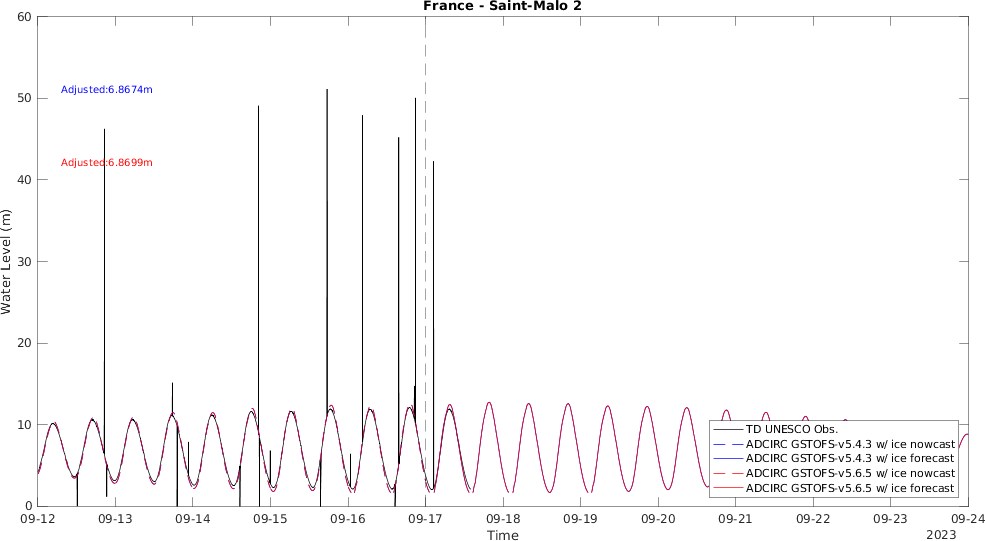 France - Saint-Malo 2
60
50
40
30
20
10
0
Water Level (m)
Adjusted:6.8674m
Adjusted:6.8699m
TD UNESCO Obs.
ADCIRC GSTOFS-v5.4.3 w/ ice nowcast
ADCIRC GSTOFS-v5.4.3 w/ ice forecast
ADCIRC GSTOFS-v5.6.5 w/ ice nowcast
ADCIRC GSTOFS-v5.6.5 w/ ice forecast
09-12 09-13 09-14 09-15 09-16 09-17 09-18 09-19 09-20 09-21 09-22 09-23 09-24
Time
2023